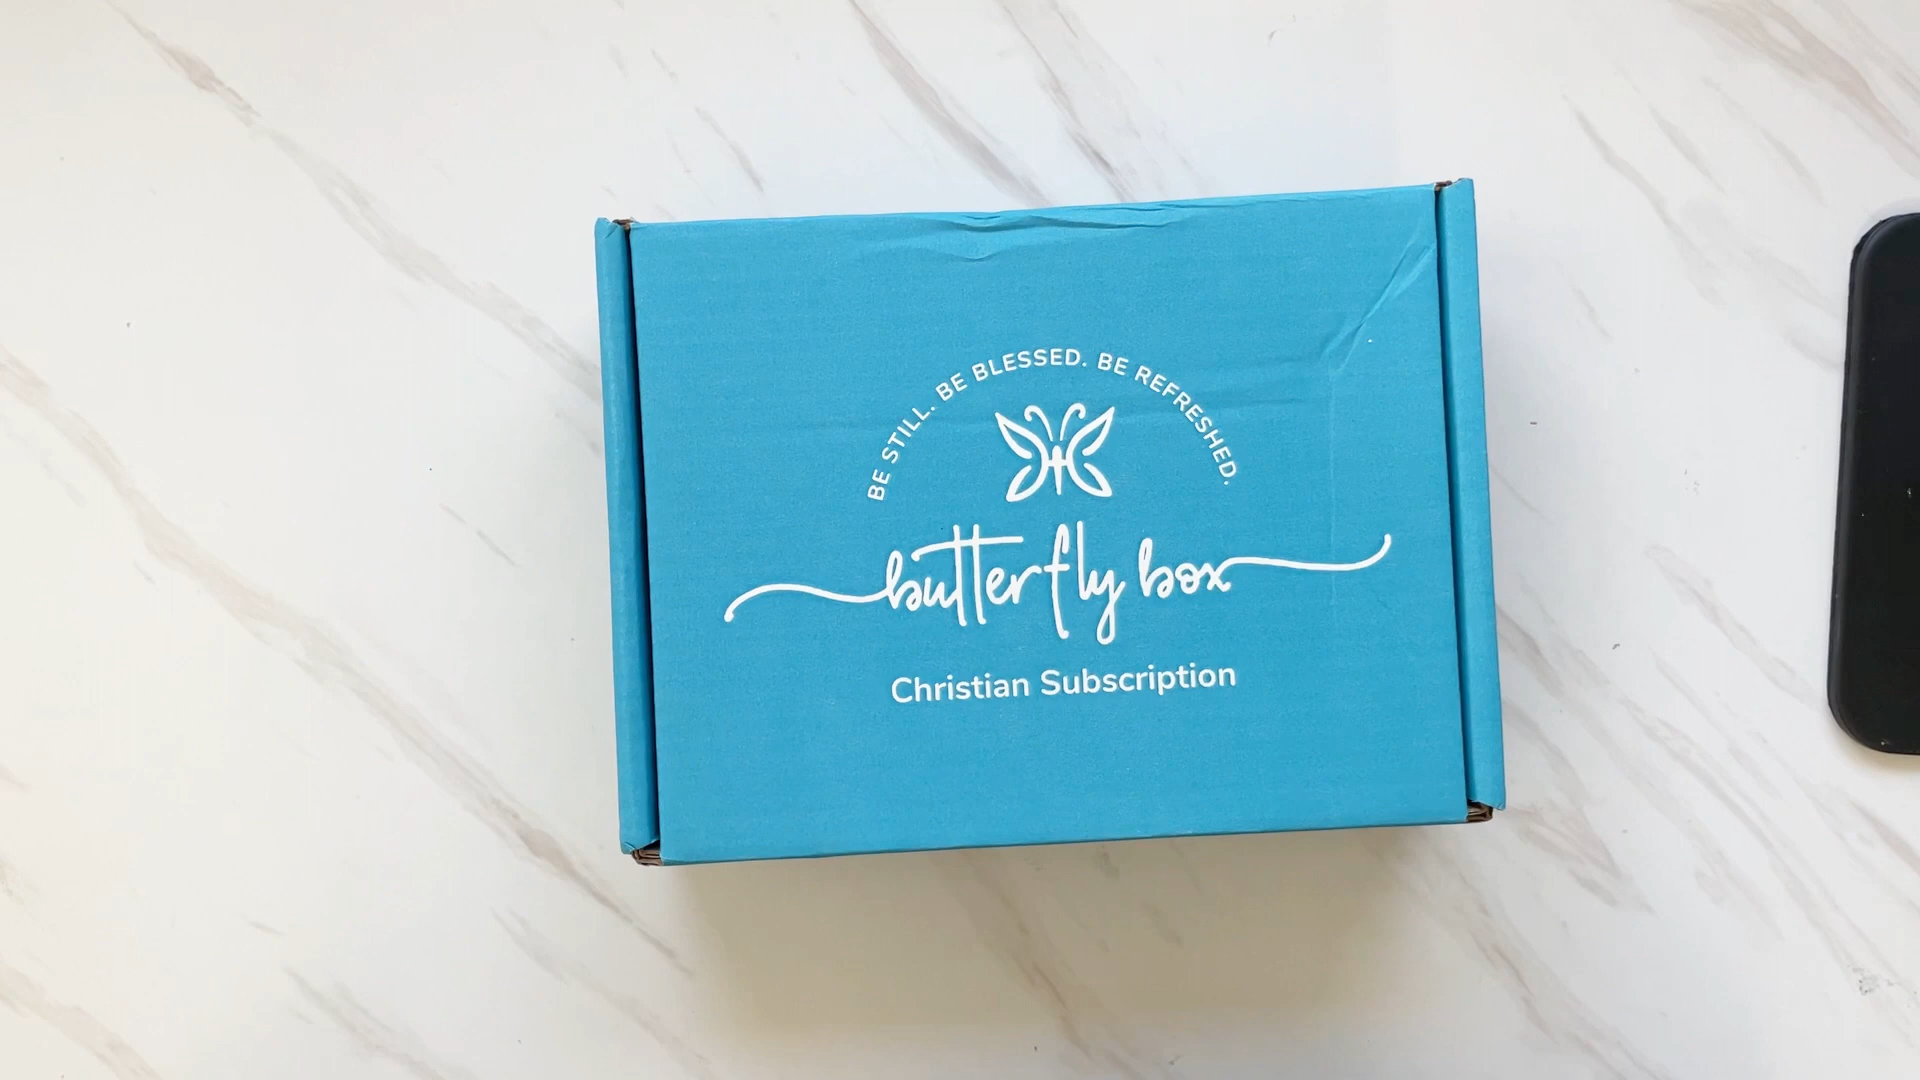 BE STILL. BE BLESSED. BE REFRESHED.
butterfly box
Christian Subscription